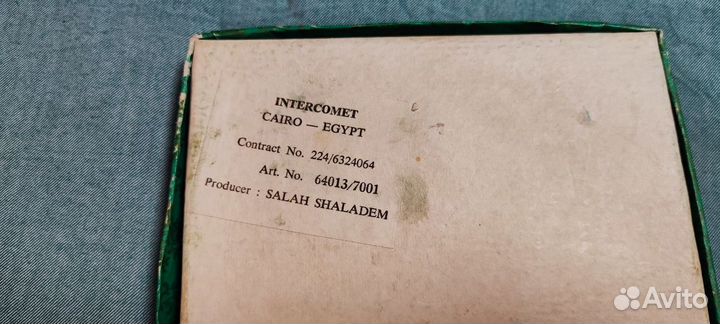 INTERCOMET
CAIRO — EGYPT
Contract No. 224/6324064
Art. No. 64013/7001
Producer : SALAH SHALADEM
Avito